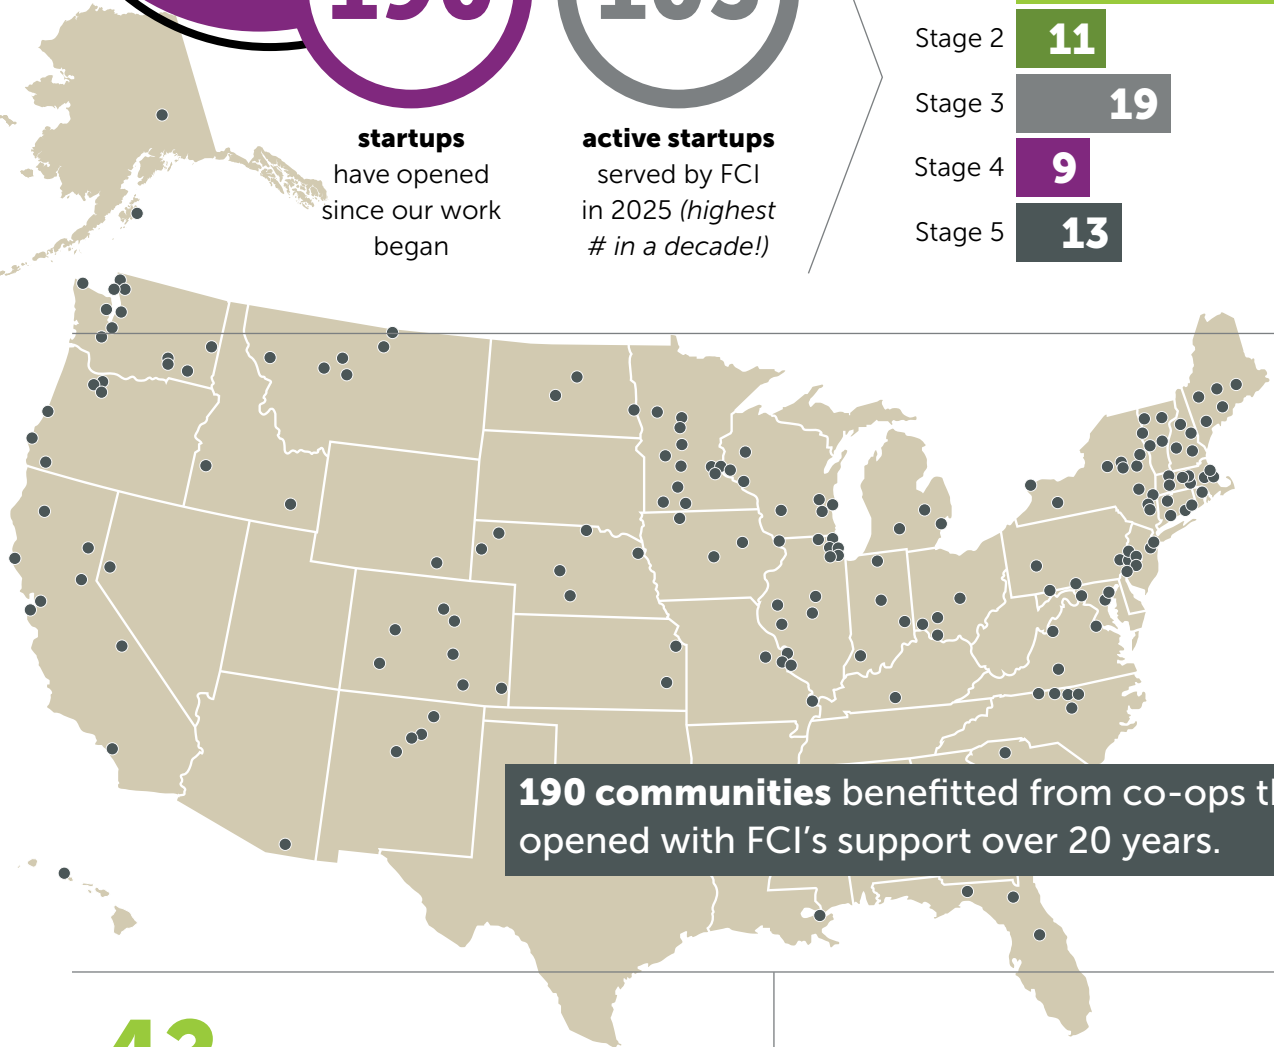 190
startups
have opened
since our work
began
active startups
served by FCI
in 2025 (highest
# in a decade!)
Stage 2 11
Stage 3 19
Stage 4 9
Stage 5 13
190 communities benefitted from co-ops
opened with FCI's support over 20 years.